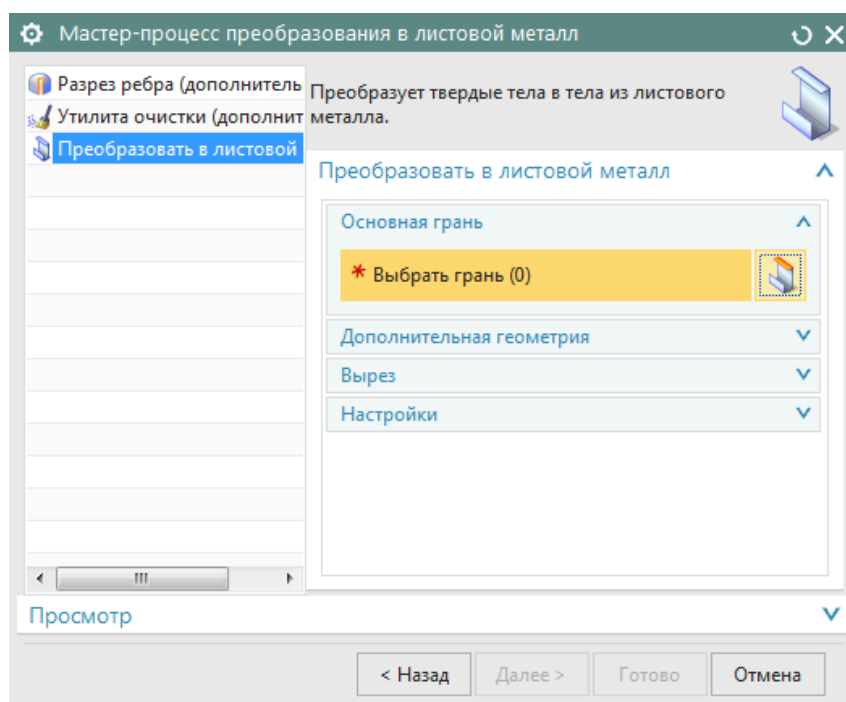 Мастер-процесс преобразования в листовой металл
Разрез ребра (дополнитель
Утилита очистки (дополнит
Преобразовать в листовой
Преобразует твердые тела в тела из листового
металла.
Преобразовать в листовой металл
Основная грань
* Выбрать грань (0)
Дополнительная геометрия
Вырез
Настройки
Просмотр
< Назад
Далее >
Готово
Отмена